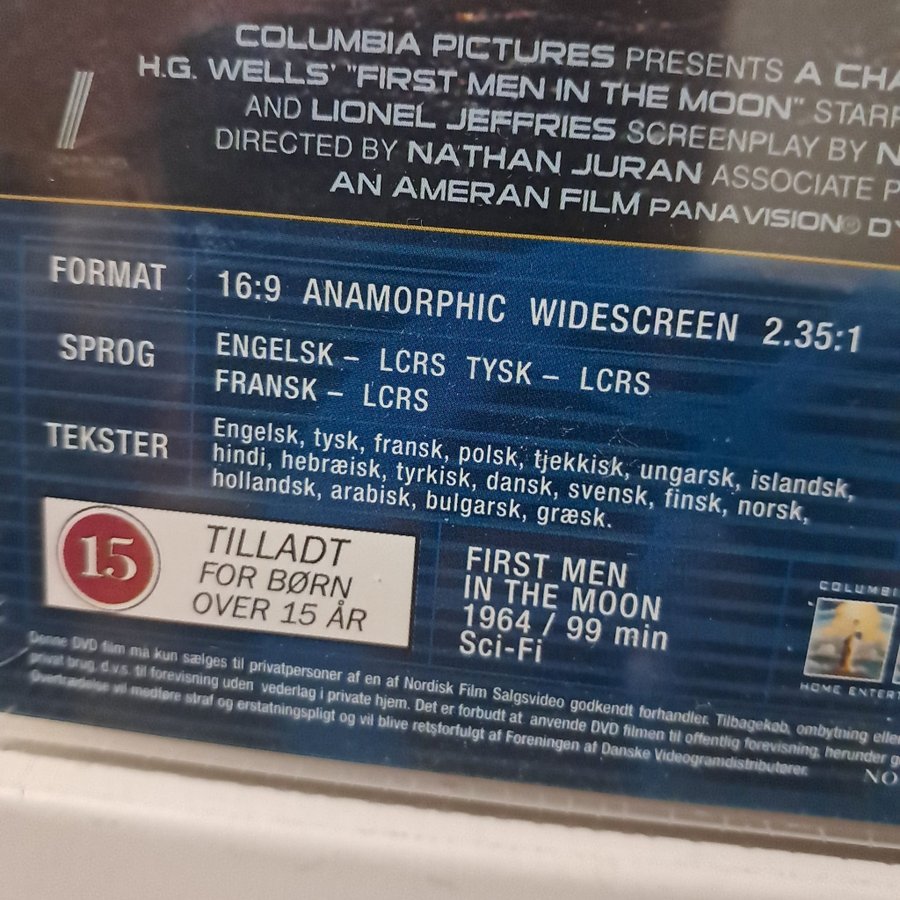 COLUMBIA PICTURES PRESENTS A CHA
H.G. WELLS' "FIRST MEN IN THE MOON" STARR
AND LIONEL JEFFRIES SCREENPLAY BY N
DIRECTED BY NATHAN JURAN ASSOCIATE P
AN AMERAN FILM PANAVISION® DY
FORMAT 16:9 ANAMORPHIC WIDESCREEN 2.35:1
SPROG ENGELSK – LCRS TYSK – LCRS
FRANSK – LCRS
TEKSTER Engelsk, tysk, fransk, polsk, tjekkisk, ungarsk, islandsk,
hindi, hebræisk, tyrkisk, dansk, svensk, finsk, norsk,
hollandsk, arabisk, bulgarsk, græsk.
15
TILLADT
FOR BØRN
OVER 15 ÅR
FIRST MEN
IN THE MOON
1964 / 99 min
Sci-Fi
COLUMBI
HOME ENTERT
Denne DVD film må kun sælges til privatpersoner af en af Nordisk Film Salgsvideo godkendt forhandler. Tilbagekøb, ombytning elle
privat brug, d.v.s. til forevisning uden vederlag i private hjem. Det er forbudt at anvende DVD filmen til offentlig forevisning, herunder g
Overtrædelse vil medføre straf og erstatningspligt og vil blive retsforfulgt af Foreningen af Danske Videogramdistributører.
NO